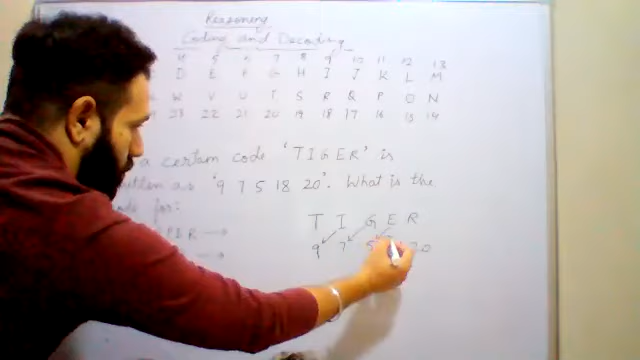 Reasoning
Coding and Decoding
4 5 6 7 8 9 10 11 12 13
D E F G H I J K L M
W V U T S R Q P O N
23 22 21 20 19 18 17 16 15 14
a certain code 'TIGER' is
written as '9 7 5 18 20'. What is the
code for:
T I G E R
9 7 5 20